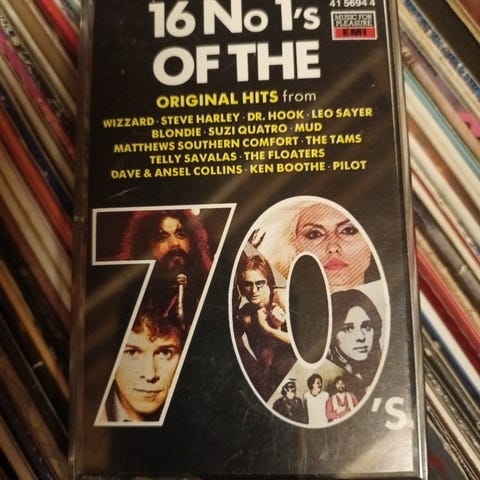 41 5694 4
16 No 1's
MUSIC FOR
PLEASURE
EMI
OF THE
ORIGINAL HITS from
WIZZARD · STEVE HARLEY · DR. HOOK · LEO SAYER
BLONDIE · SUZI QUATRO · MUD
MATTHEWS SOUTHERN COMFORT · THE TAMS
TELLY SAVALAS · THE FLOATERS
DAVE & ANSEL COLLINS · KEN BOOTHE · PILOT
70's